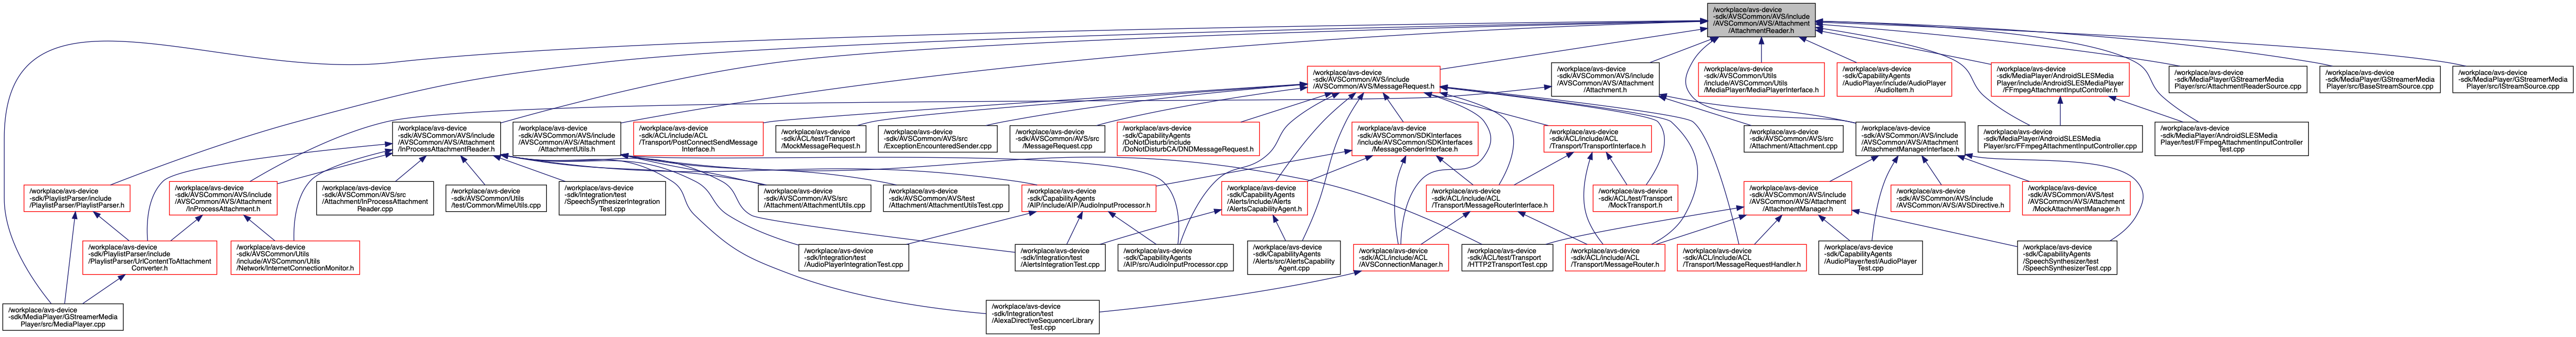 /workplace/avs-device
-sdk/AVSCommon/AVS/include
/AVSCommon/AVS/Attachment
/AttachmentReader.h
/workplace/avs-device
-sdk/AVSCommon/AVS/include
/AVSCommon/AVS/MessageRequest.h
/workplace/avs-device
-sdk/AVSCommon/AVS/include
/AVSCommon/AVS/Attachment
/Attachment.h
/workplace/avs-device
-sdk/AVSCommon/Utils
/include/AVSCommon/Utils
/MediaPlayer/MediaPlayerInterface.h
/workplace/avs-device
-sdk/CapabilityAgents
/AudioPlayer/include/AudioPlayer
/AudioItem.h
/workplace/avs-device
-sdk/MediaPlayer/AndroidSLESMedia
Player/include/AndroidSLESMediaPlayer
/FFmpegAttachmentInputController.h
/workplace/avs-device
-sdk/MediaPlayer/GStreamerMedia
Player/src/AttachmentReaderSource.cpp
/workplace/avs-device
-sdk/MediaPlayer/GStreamerMedia
Player/src/BaseStreamSource.cpp
/workplace/avs-device
-sdk/MediaPlayer/GStreamerMedia
Player/src/IStreamSource.cpp
/workplace/avs-device
-sdk/AVSCommon/AVS/include
/AVSCommon/AVS/Attachment
/InProcessAttachmentReader.h
/workplace/avs-device
-sdk/AVSCommon/AVS/include
/AVSCommon/AVS/Attachment
/AttachmentUtils.h
/workplace/avs-device
-sdk/ACL/include/ACL
/Transport/PostConnectSendMessage
Interface.h
/workplace/avs-device
-sdk/ACL/test/Transport
/MockMessageRequest.h
/workplace/avs-device
-sdk/AVSCommon/AVS/src
/ExceptionEncounteredSender.cpp
/workplace/avs-device
-sdk/AVSCommon/AVS/src
/MessageRequest.cpp
/workplace/avs-device
-sdk/CapabilityAgents
/DoNotDisturb/include
/DoNotDisturbCA/DNDMessageRequest.h
/workplace/avs-device
-sdk/AVSCommon/SDKInterfaces
/include/AVSCommon/SDKInterfaces
/MessageSenderInterface.h
/workplace/avs-device
-sdk/ACL/include/ACL
/Transport/TransportInterface.h
/workplace/avs-device
-sdk/AVSCommon/AVS/src
/Attachment/Attachment.cpp
/workplace/avs-device
-sdk/AVSCommon/AVS/include
/AVSCommon/AVS/Attachment
/AttachmentManagerInterface.h
/workplace/avs-device
-sdk/MediaPlayer/AndroidSLESMedia
Player/src/FFmpegAttachmentInputController.cpp
/workplace/avs-device
-sdk/MediaPlayer/AndroidSLESMedia
Player/test/FFmpegAttachmentInputController
Test.cpp
/workplace/avs-device
-sdk/PlaylistParser/include
/PlaylistParser/PlaylistParser.h
/workplace/avs-device
-sdk/AVSCommon/AVS/include
/AVSCommon/AVS/Attachment
/InProcessAttachment.h
/workplace/avs-device
-sdk/AVSCommon/AVS/src
/Attachment/InProcessAttachment
Reader.cpp
/workplace/avs-device
-sdk/AVSCommon/Utils
/test/Common/MimeUtils.cpp
/workplace/avs-device
-sdk/Integration/test
/SpeechSynthesizerIntegration
Test.cpp
/workplace/avs-device
-sdk/AVSCommon/AVS/src
/Attachment/AttachmentUtils.cpp
/workplace/avs-device
-sdk/AVSCommon/AVS/test
/Attachment/AttachmentUtilsTest.cpp
/workplace/avs-device
-sdk/CapabilityAgents
/AIP/include/AIP/AudioInputProcessor.h
/workplace/avs-device
-sdk/CapabilityAgents
/Alerts/include/Alerts
/AlertsCapabilityAgent.h
/workplace/avs-device
-sdk/ACL/include/ACL
/Transport/MessageRouterInterface.h
/workplace/avs-device
-sdk/ACL/test/Transport
/MockTransport.h
/workplace/avs-device
-sdk/AVSCommon/AVS/include
/AVSCommon/AVS/Attachment
/AttachmentManager.h
/workplace/avs-device
-sdk/AVSCommon/AVS/include
/AVSCommon/AVS/AVSDirective.h
/workplace/avs-device
-sdk/AVSCommon/AVS/test
/AVSCommon/AVS/Attachment
/MockAttachmentManager.h
/workplace/avs-device
-sdk/PlaylistParser/include
/PlaylistParser/UrlContentToAttachment
Converter.h
/workplace/avs-device
-sdk/AVSCommon/Utils
/include/AVSCommon/Utils
/Network/InternetConnectionMonitor.h
/workplace/avs-device
-sdk/Integration/test
/AudioPlayerIntegrationTest.cpp
/workplace/avs-device
-sdk/Integration/test
/AlertsIntegrationTest.cpp
/workplace/avs-device
-sdk/CapabilityAgents
/AIP/src/AudioInputProcessor.cpp
/workplace/avs-device
-sdk/CapabilityAgents
/Alerts/src/AlertsCapability
Agent.cpp
/workplace/avs-device
-sdk/ACL/include/ACL
/AVSConnectionManager.h
/workplace/avs-device
-sdk/ACL/test/Transport
/HTTP2TransportTest.cpp
/workplace/avs-device
-sdk/ACL/include/ACL
/Transport/MessageRouter.h
/workplace/avs-device
-sdk/ACL/include/ACL
/Transport/MessageRequestHandler.h
/workplace/avs-device
-sdk/CapabilityAgents
/AudioPlayer/test/AudioPlayer
Test.cpp
/workplace/avs-device
-sdk/CapabilityAgents
/SpeechSynthesizer/test
/SpeechSynthesizerTest.cpp
/workplace/avs-device
-sdk/MediaPlayer/GStreamerMedia
Player/src/MediaPlayer.cpp
/workplace/avs-device
-sdk/Integration/test
/AlexaDirectiveSequencerLibrary
Test.cpp